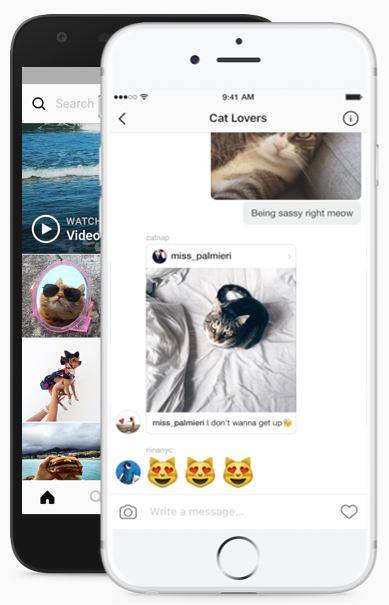 Search
WATCH
Video
9:41 AM
Cat Lovers
Being sassy right meow
catnap
miss_palmieri
miss_palmieri I don't wanna get up😴
ninanyc
😻😻😻
Write a message...